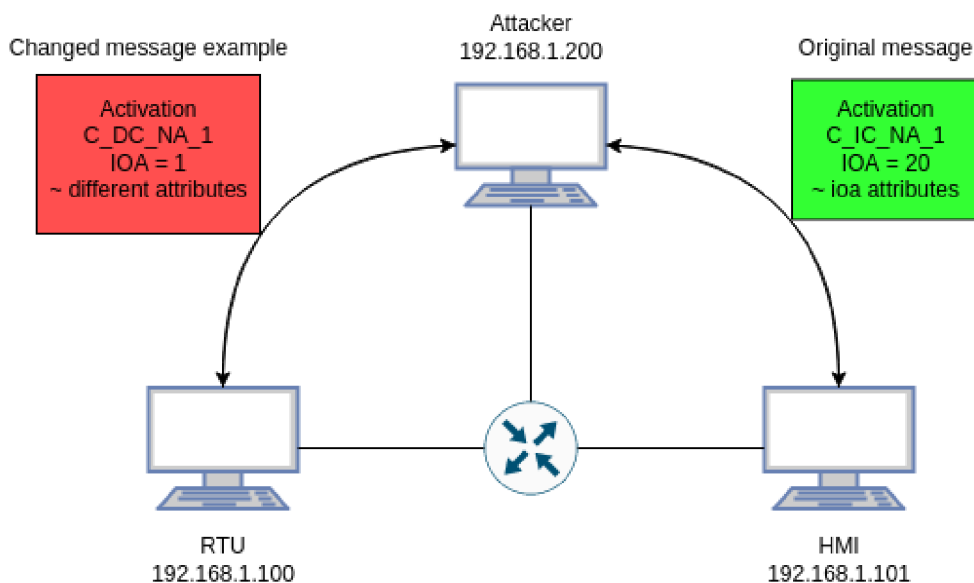 Attacker
192.168.1.200
Changed message example
Activation
C_DC_NA_1
IOA = 1
~ different attributes
Original message
Activation
C_IC_NA_1
IOA = 20
~ ioa attributes
RTU
192.168.1.100
HMI
192.168.1.101